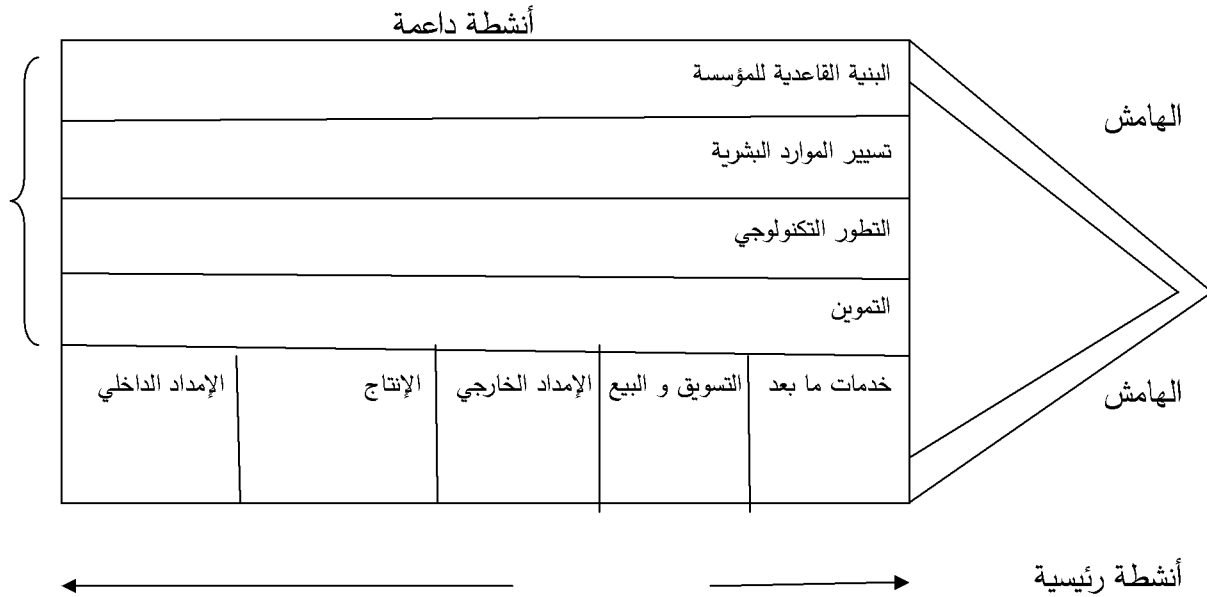 أنشطة داعمة
البنية القاعدية للمؤسسة
الهامش
تسيير الموارد البشرية
التطور التكنولوجي
التموين
خدمات ما بعد
التسويق و البيع
الإمداد الخارجي
الإنتاج
الإمداد الداخلي
الهامش
أنشطة رئيسية